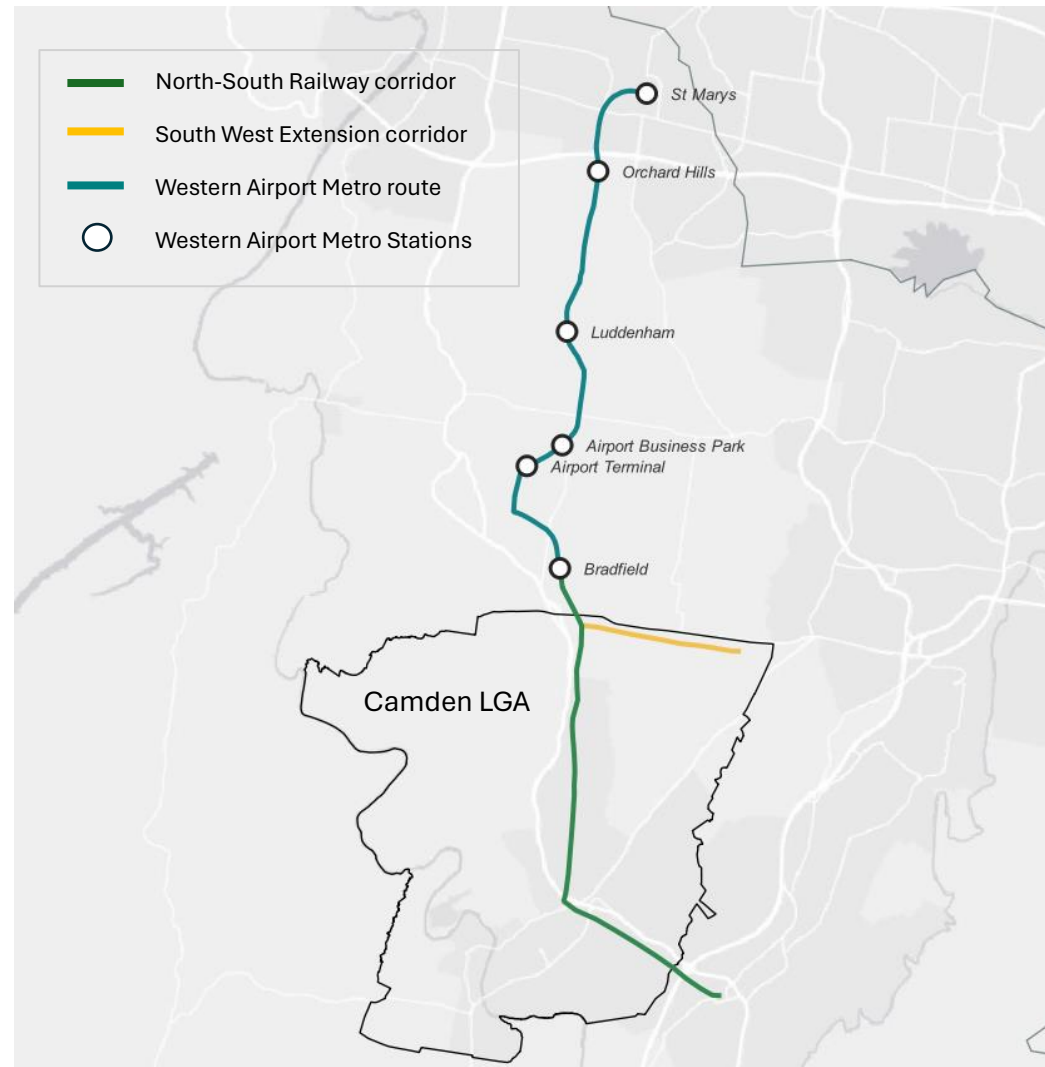 North-South Railway corridor
South West Extension corridor
Western Airport Metro route
Western Airport Metro Stations
St Marys
Orchard Hills
Luddenham
Airport Business Park
Airport Terminal
Bradfield
Camden LGA